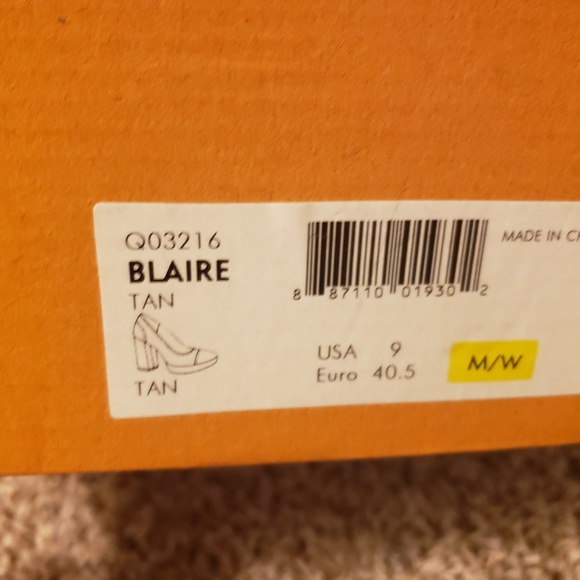 Q03216
BLAIRE
TAN
TAN
8 87110 01930 2
USA 9
Euro 40.5
M/W
MADE IN